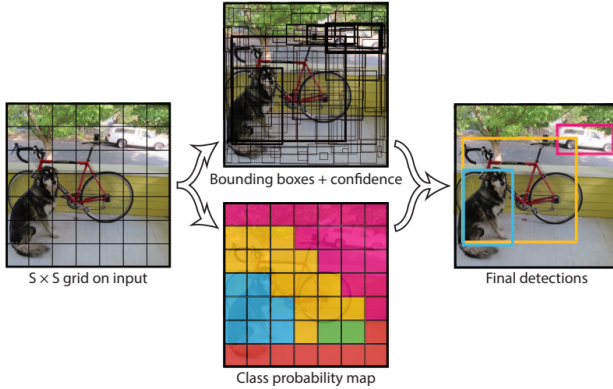 Bounding boxes + confidence
S × S grid on input
Final detections
Class probability map